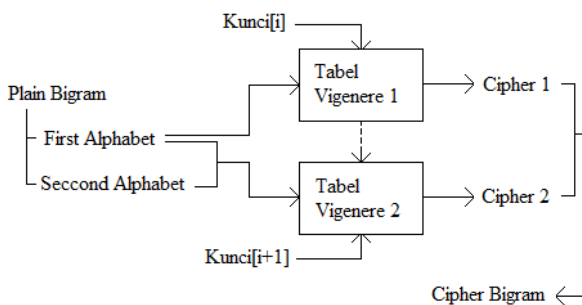 Kunci[i]
Tabel
Vigenere 1
Cipher 1
Plain Bigram
First Alphabet
Seccond Alphabet
Tabel
Vigenere 2
Cipher 2
Kunci[i+1]
Cipher Bigram